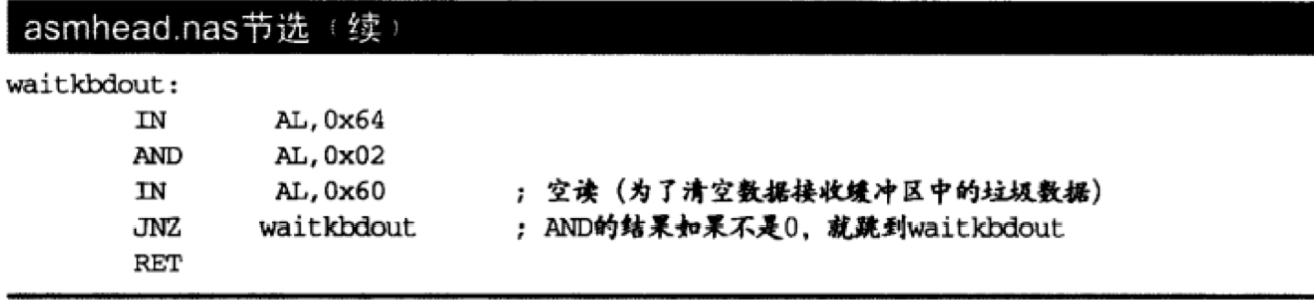 asmhead.nas节选（续）
waitkbdout:
IN AL,0x64
AND AL,0x02
IN AL,0x60 ; 空读（为了清空数据接收缓冲区中的垃圾数据）
JNZ waitkbdout ; AND的结果如果不是0，就跳到waitkbdout
RET